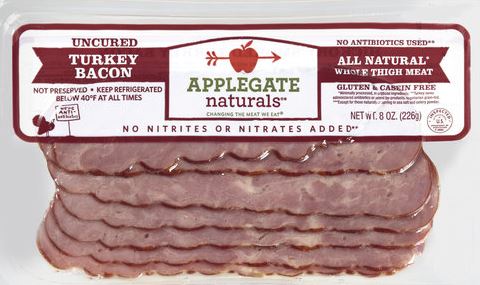 UNCURED
TURKEY
BACON
NOT PRESERVED • KEEP REFRIGERATED
BELOW 40°F AT ALL TIMES
APPLEGATE
naturals
CHANGING THE MEAT WE EAT®
NO ANTIBIOTICS USED**
ALL NATURAL*
WHOLE THIGH MEAT
GLUTEN & CASEIN FREE
NET WT. 8 OZ. (226g)
NO NITRITES OR NITRATES ADDED